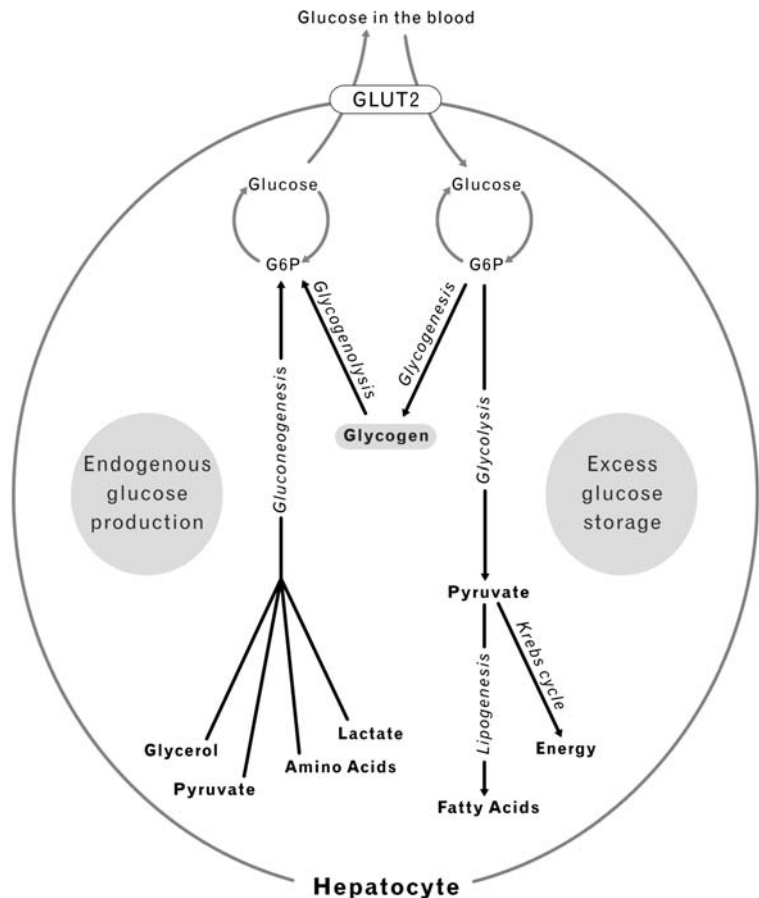 Glucose in the blood
GLUT2
Glucose
Glucose
G6P
G6P
Glycogenolysis
Glycogenesis
Gluconeogenesis
Glycolysis
Glycogen
Endogenous
glucose
production
Excess
glucose
storage
Pyruvate
Krebs cycle
Lipogenesis
Lactate
Glycerol
Energy
Amino Acids
Pyruvate
Fatty Acids
Hepatocyte